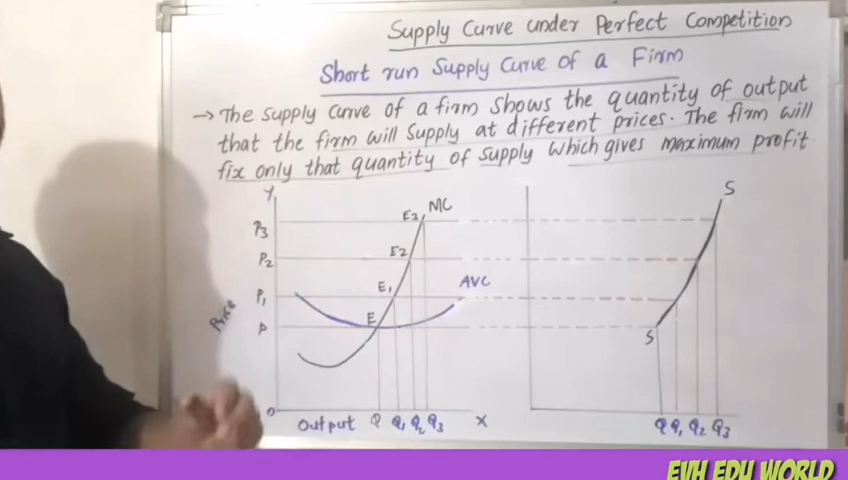 Supply Curve under Perfect Competition
Short run Supply Curve of a Firm
→ The supply curve of a firm shows the quantity of output
that the firm will supply at different prices. The firm will
fix only that quantity of supply which gives maximum profit.
Y
S
MC
E3
P3
E2
P2
AVC
E1
P1
Price
E
P
S
O
Output Q Q1 Q2 Q3 X
Q Q1 Q2 Q3
EVH EDU WORLD